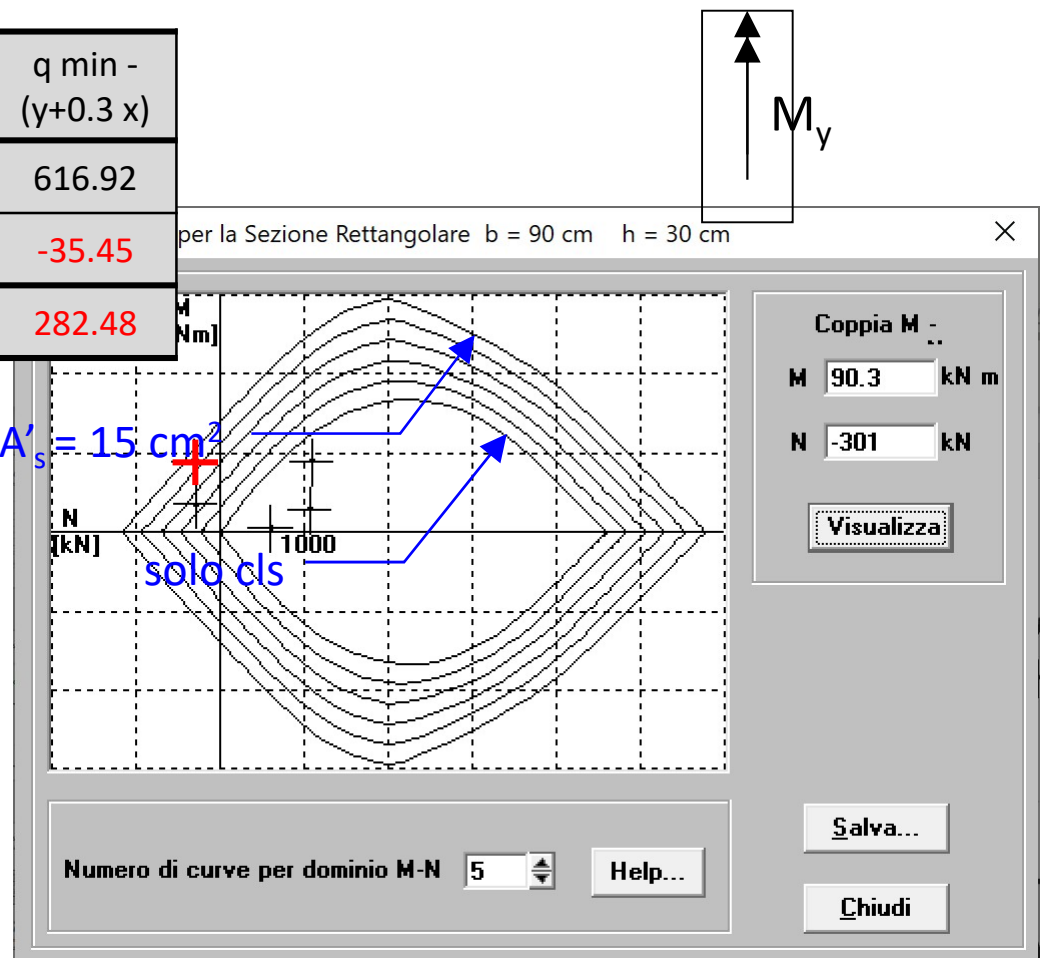 q min -
(y+0.3 x)
616.92
-35.45
282.48
My
per la Sezione Rettangolare b = 90 cm h = 30 cm
M
Nm]
A's = 15 cm²
N
[kN]
1000
solo cls
Coppia M -
M 90.3 kN m
N -301 kN
Visualizza
Numero di curve per dominio M-N 5
Help...
Salva...
Chiudi